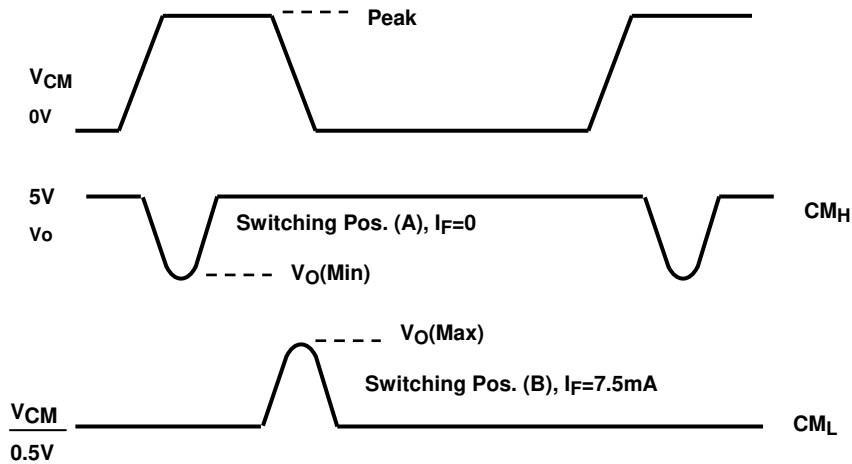 Peak
VCM
0V
5V
Vo
Switching Pos. (A), IF=0
CMH
VO(Min)
VO(Max)
Switching Pos. (B), IF=7.5mA
VCM
0.5V
CML